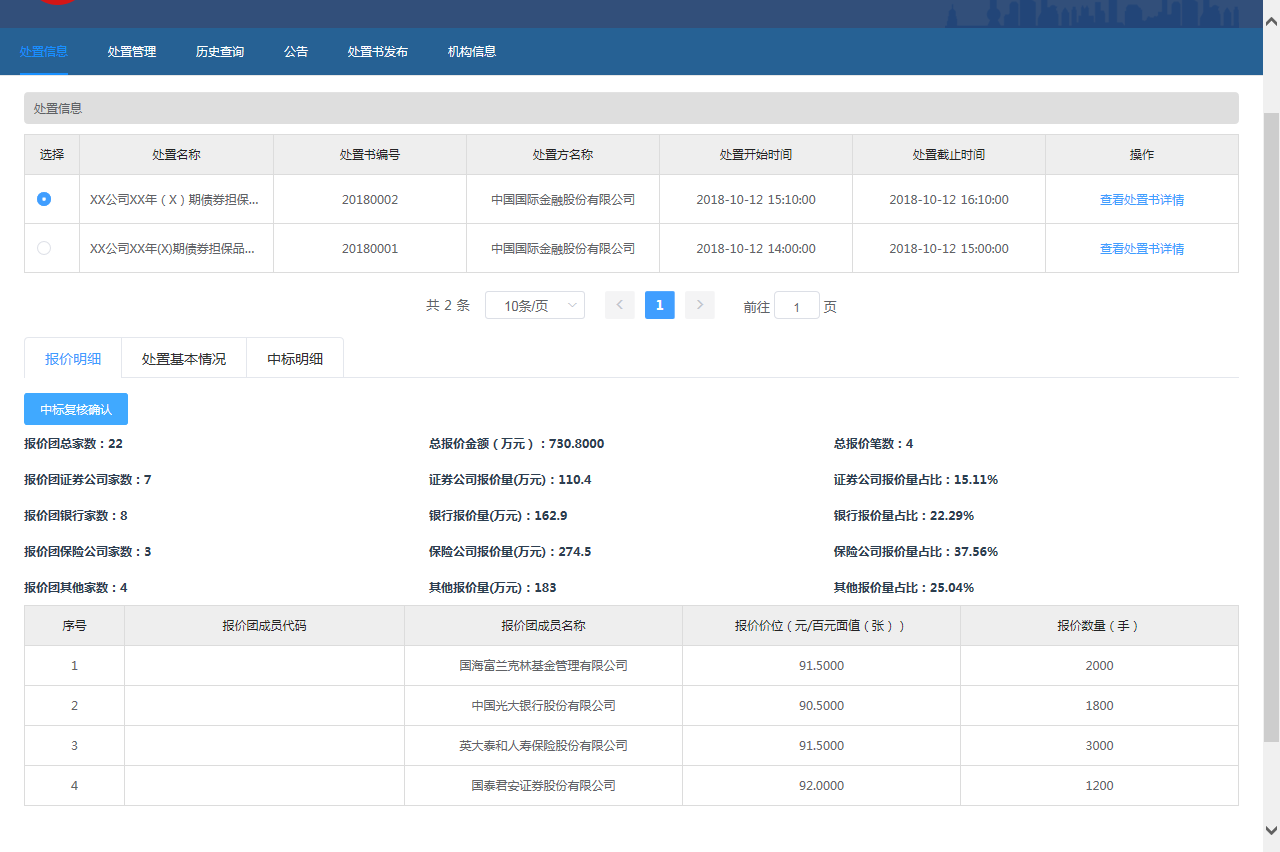 处置信息 处置管理 历史查询 公告 处置书发布 机构信息
处置信息
选择 处置名称 处置书编号 处置方名称 处置开始时间 处置截止时间 操作
XX公司XX年（X）期债券担保... 20180002 中国国际金融股份有限公司 2018-10-12 15:10:00 2018-10-12 16:10:00 查看处置书详情
XX公司XX年(X)期债券担保品... 20180001 中国国际金融股份有限公司 2018-10-12 14:00:00 2018-10-12 15:00:00 查看处置书详情
共 2 条 10条/页 1 前往 1 页
报价明细 处置基本情况 中标明细
中标复核确认
报价团总家数：22 总报价金额（万元）：730.8000 总报价笔数：4
报价团证券公司家数：7 证券公司报价量(万元)：110.4 证券公司报价量占比：15.11%
报价团银行家数：8 银行报价量(万元)：162.9 银行报价量占比：22.29%
报价团保险公司家数：3 保险公司报价量(万元)：274.5 保险公司报价量占比：37.56%
报价团其他家数：4 其他报价量(万元)：183 其他报价量占比：25.04%
序号 报价团成员代码 报价团成员名称 报价价位（元/百元面值（张）） 报价数量（手）
1 国海富兰克林基金管理有限公司 91.5000 2000
2 中国光大银行股份有限公司 90.5000 1800
3 英大泰和人寿保险股份有限公司 91.5000 3000
4 国泰君安证券股份有限公司 92.0000 1200